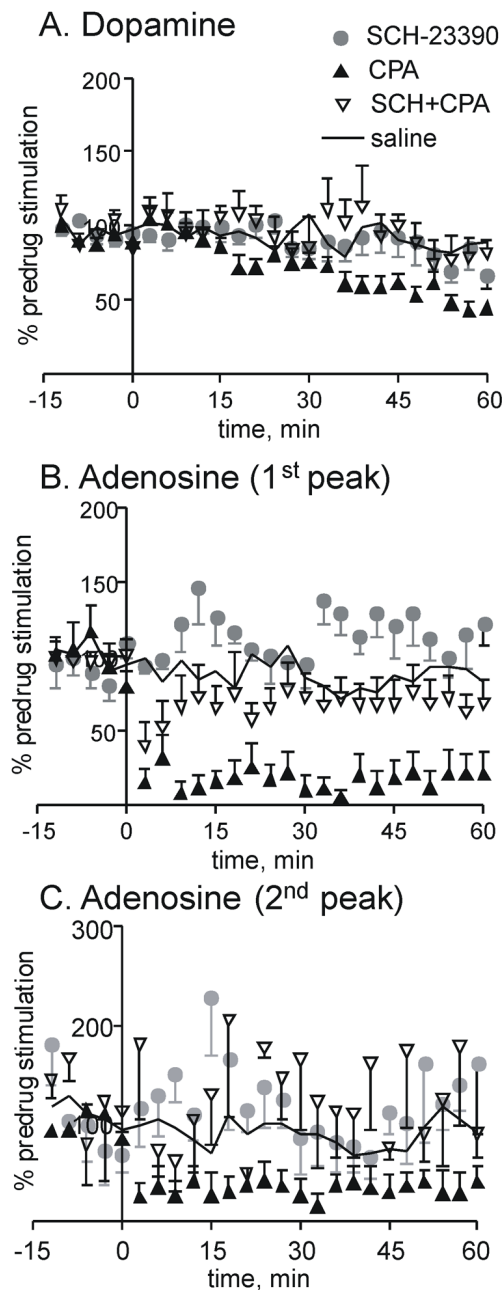 A. Dopamine
SCH-23390
CPA
SCH+CPA
saline
200
150
100
50
% predrug stimulation
-15 0 15 30 45 60
time, min
B. Adenosine (1st peak)
200
150
100
50
% predrug stimulation
-15 0 15 30 45 60
time, min
C. Adenosine (2nd peak)
300
200
100
% predrug stimulation
-15 0 15 30 45 60
time, min